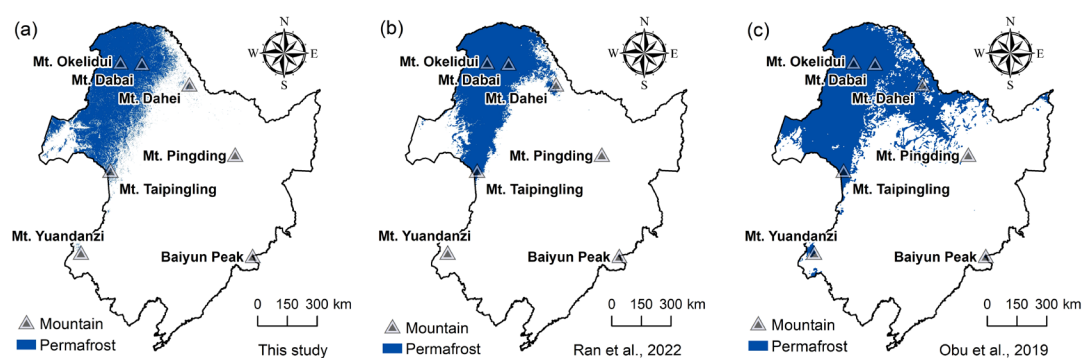 (a)
N
W E
S
Mt. Okelidui
Mt. Dabai
Mt. Dahei
Mt. Pingding
Mt. Taipingling
Mt. Yuandanzi
Baiyun Peak
0 150 300 km
Mountain
Permafrost
This study
(b)
N
W E
S
Mt. Okelidui
Mt. Dabai
Mt. Dahei
Mt. Pingding
Mt. Taipingling
Mt. Yuandanzi
Baiyun Peak
0 150 300 km
Mountain
Permafrost
Ran et al., 2022
(c)
N
W E
S
Mt. Okelidui
Mt. Dabai
Mt. Dahei
Mt. Pingding
Mt. Taipingling
Mt. Yuandanzi
Baiyun Peak
0 150 300 km
Mountain
Permafrost
Obu et al., 2019